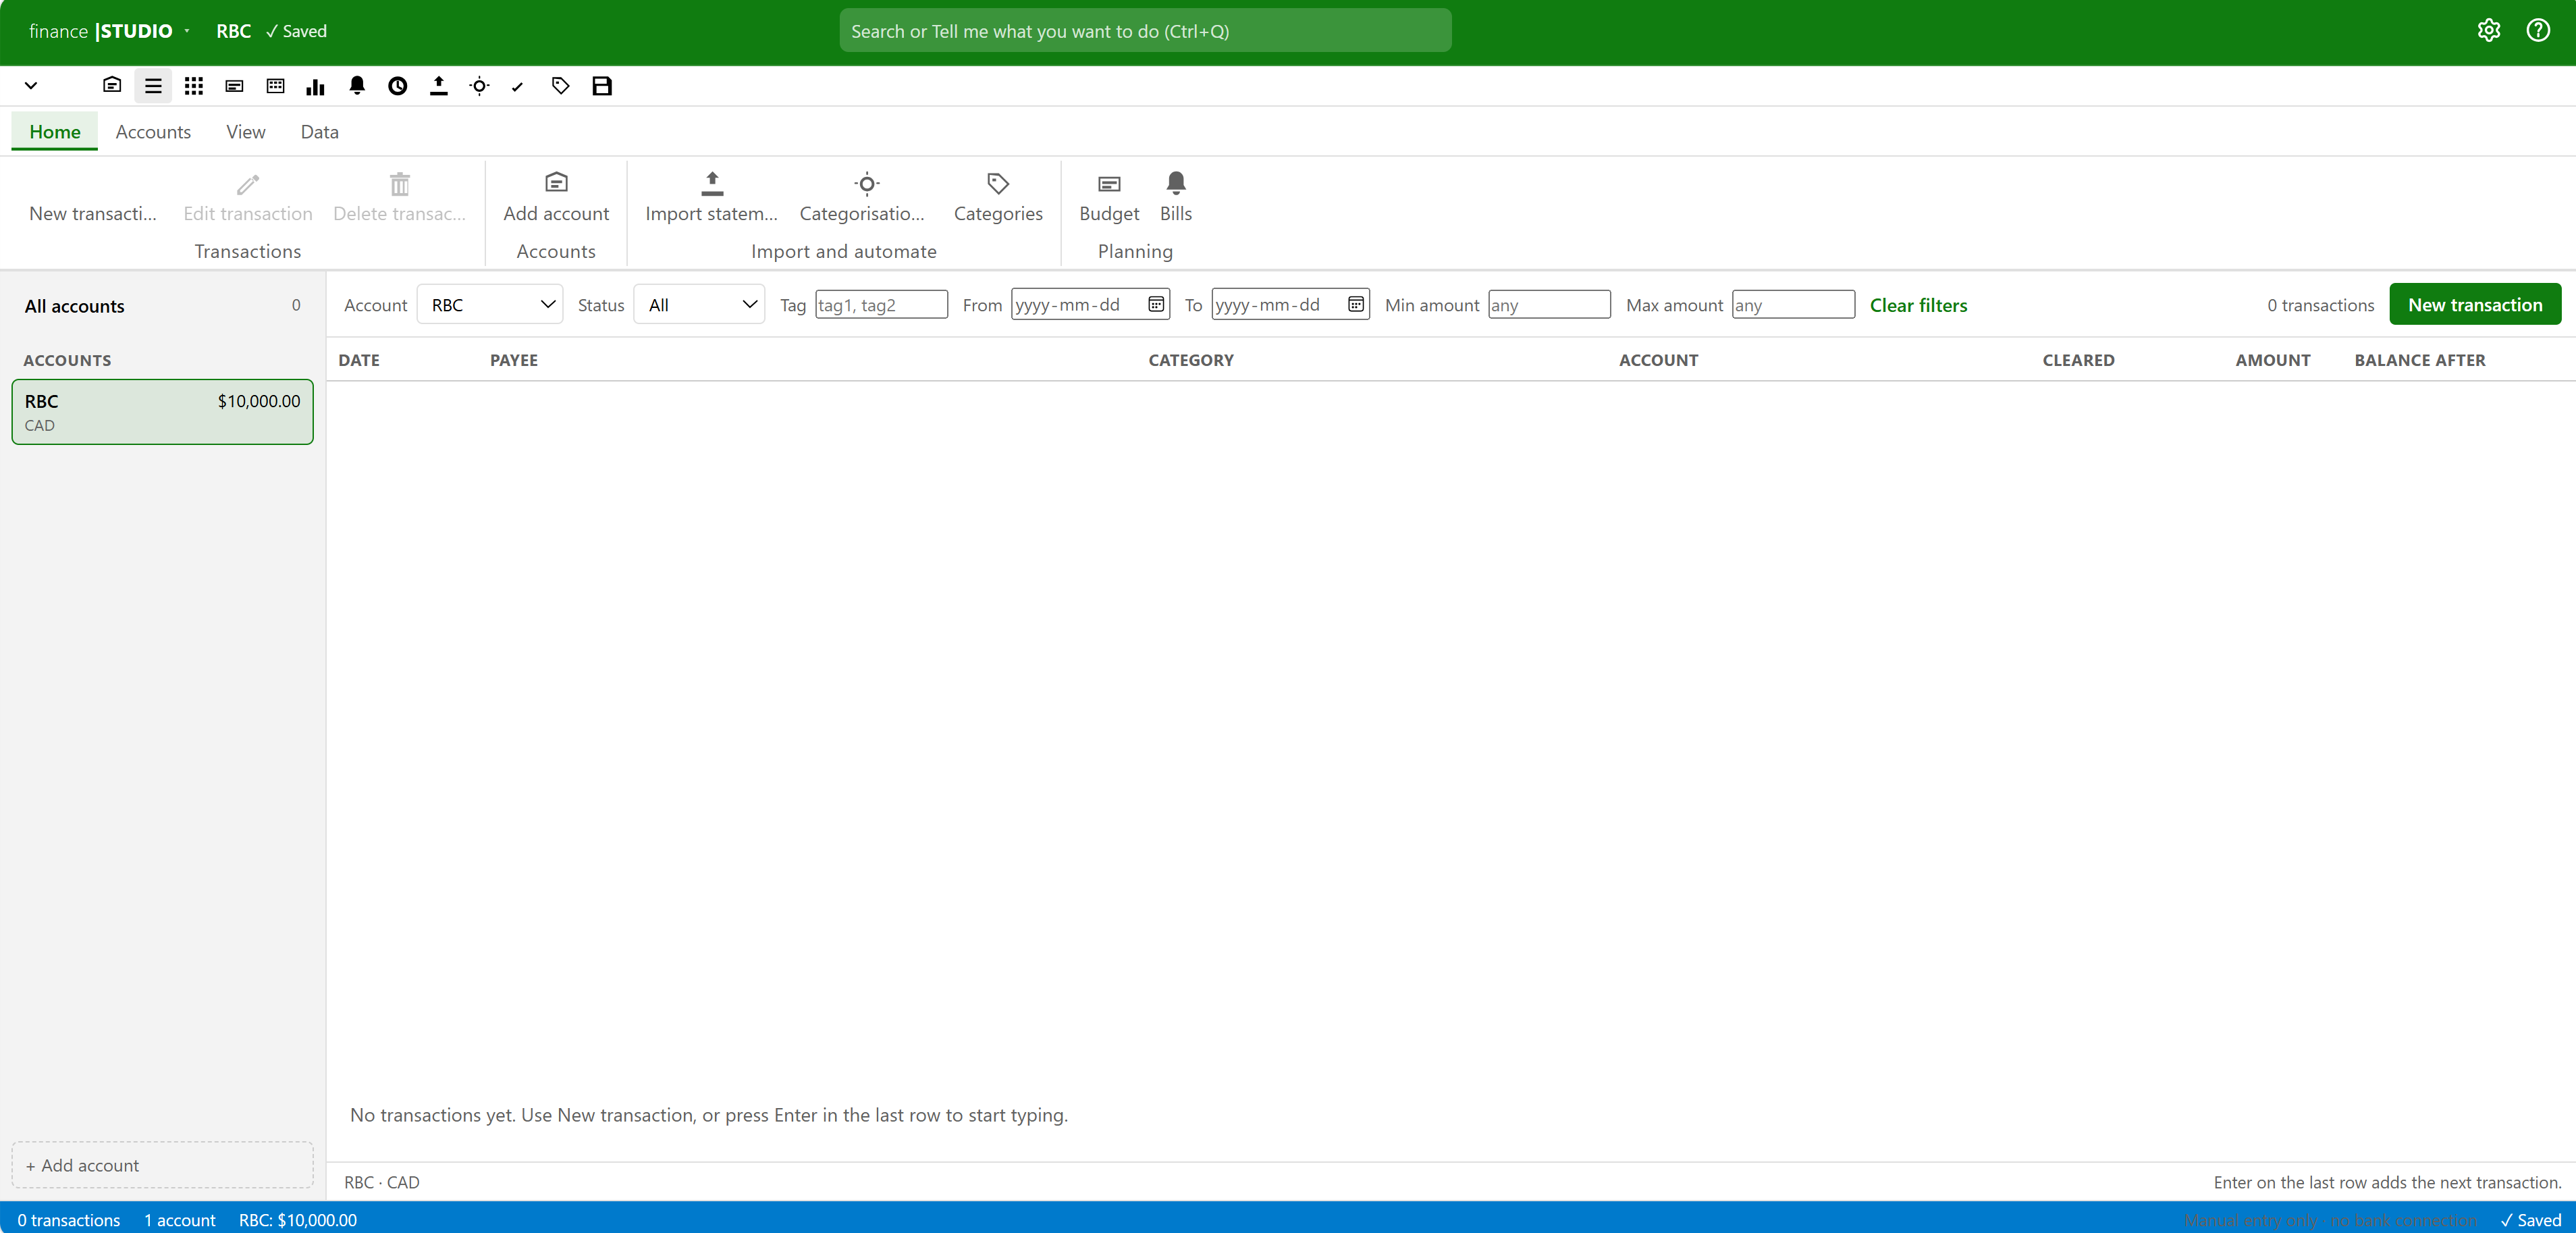 finance |STUDIO RBC ✓ Saved Search or Tell me what you want to do (Ctrl+Q)
Home Accounts View Data
New transacti... Edit transaction Delete transac... Add account Import statem... Categorisatio... Categories Budget Bills
Transactions Accounts Import and automate Planning
All accounts 0 Account RBC Status All Tag tag1, tag2 From yyyy-mm-dd To yyyy-mm-dd Min amount any Max amount any Clear filters 0 transactions New transaction
ACCOUNTS DATE PAYEE CATEGORY ACCOUNT CLEARED AMOUNT BALANCE AFTER
RBC $10,000.00
CAD
No transactions yet. Use New transaction, or press Enter in the last row to start typing.
+ Add account
RBC · CAD Enter on the last row adds the next transaction.
0 transactions 1 account RBC: $10,000.00 Manual entry only - no bank connection ✓ Saved